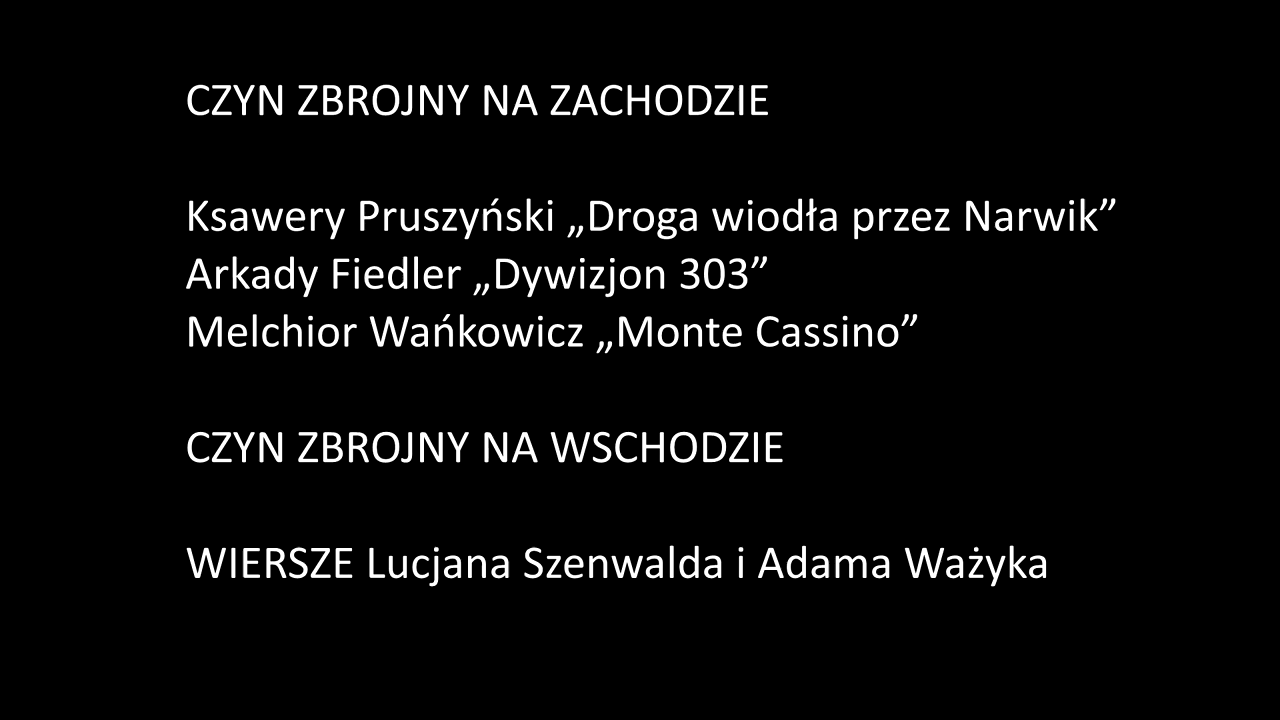 CZYN ZBROJNY NA ZACHODZIE
Ksawery Pruszyński „Droga wiodła przez Narwik”
Arkady Fiedler „Dywizjon 303”
Melchior Wańkowicz „Monte Cassino”
CZYN ZBROJNY NA WSCHODZIE
WIERSZE Lucjana Szenwalda i Adama Ważyka